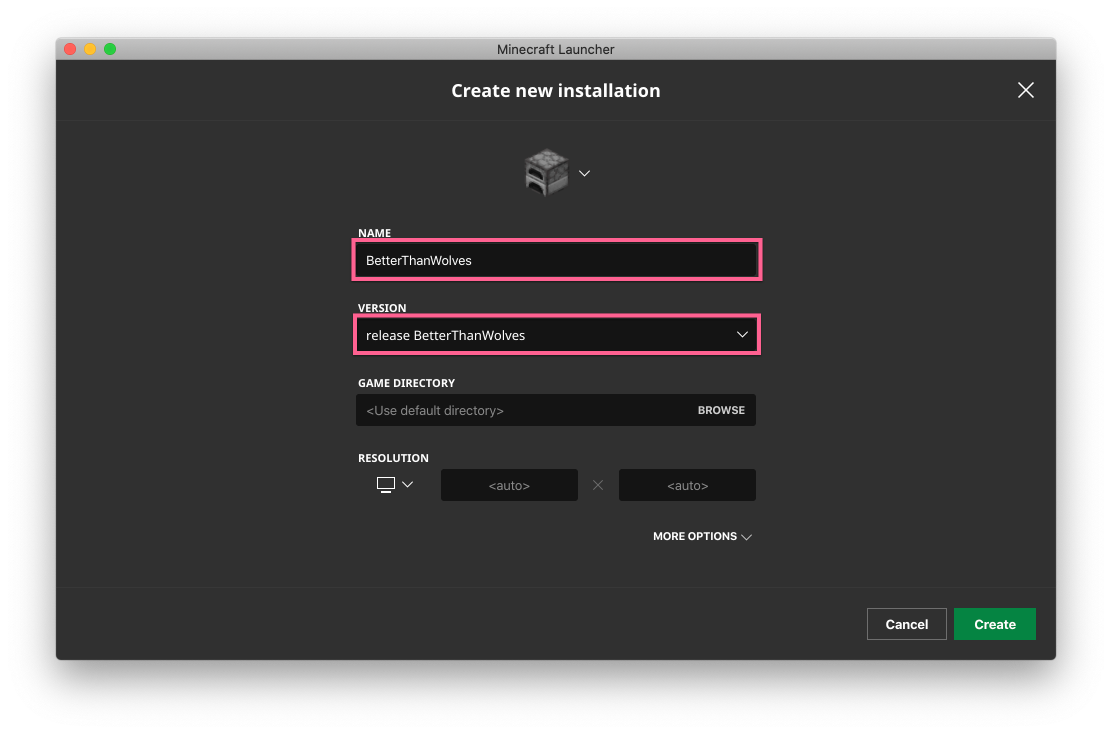 Minecraft Launcher
Create new installation
NAME
BetterThanWolves
VERSION
release BetterThanWolves
GAME DIRECTORY
<Use default directory> BROWSE
RESOLUTION
<auto> <auto>
MORE OPTIONS
Cancel Create